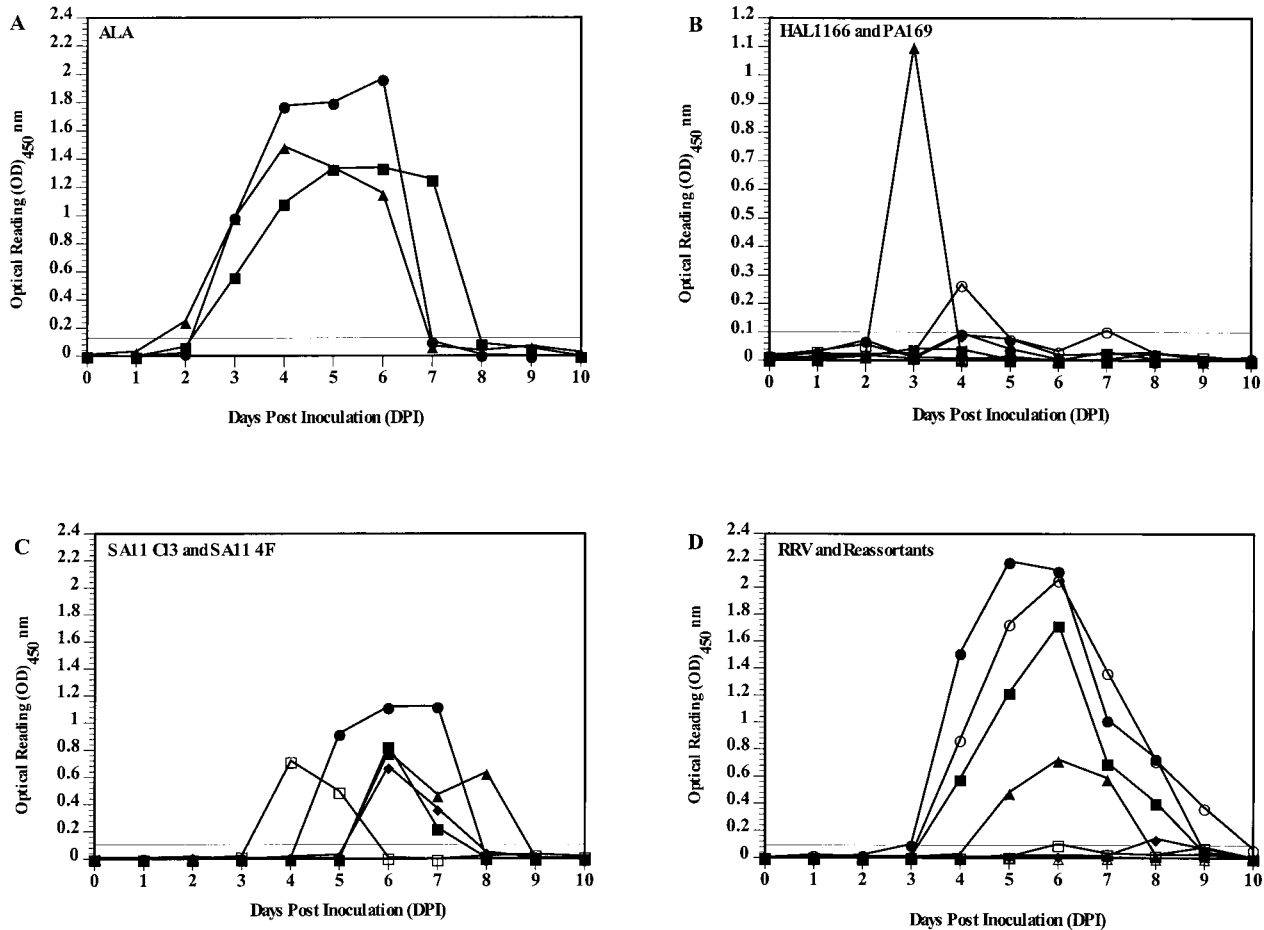 A
ALA
2.4
2.2
2
1.8
1.6
1.4
1.2
1
0.8
0.6
0.4
0.2
0
Optical Reading (OD)450 nm
0 1 2 3 4 5 6 7 8 9 10
Days Post Inoculation (DPI)
B
HAL1166 and PA169
1.2
1.1
1
0.9
0.8
0.7
0.6
0.5
0.4
0.3
0.2
0.1
0
Optical Reading (OD)450 nm
0 1 2 3 4 5 6 7 8 9 10
Days Post Inoculation (DPI)
C
SA11 Cl3 and SA11 4F
2.4
2.2
2
1.8
1.6
1.4
1.2
1
0.8
0.6
0.4
0.2
0
Optical Reading (OD)450 nm
0 1 2 3 4 5 6 7 8 9 10
Days Post Inoculation (DPI)
D
RRV and Reassortants
2.4
2.2
2
1.8
1.6
1.4
1.2
1
0.8
0.6
0.4
0.2
0
Optical Reading (OD)450 nm
0 1 2 3 4 5 6 7 8 9 10
Days Post Inoculation (DPI)